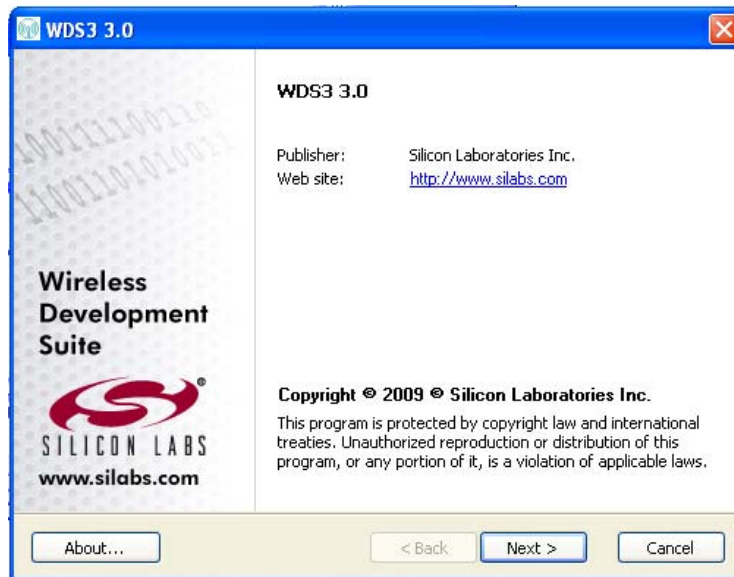 WDS3 3.0
WDS3 3.0
Publisher: Silicon Laboratories Inc.
Web site: http://www.silabs.com
100111100110
11001101010011
Wireless
Development
Suite
SILICON LABS
www.silabs.com
Copyright © 2009 © Silicon Laboratories Inc.
This program is protected by copyright law and international
treaties. Unauthorized reproduction or distribution of this
program, or any portion of it, is a violation of applicable laws.
About...
< Back
Next >
Cancel